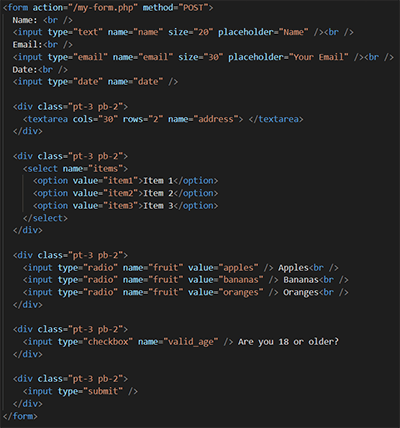 <form action="/my-form.php" method="POST">
  Name: <br />
  <input type="text" name="name" size="20" placeholder="Name" /><br />
  Email:<br />
  <input type="email" name="email" size="30" placeholder="Your Email" /><br />
  Date:<br />
  <input type="date" name="date" />

  <div class="pt-3 pb-2">
    <textarea cols="30" rows="2" name="address"> </textarea>
  </div>

  <div class="pt-3 pb-2">
    <select name="items">
      <option value="item1">Item 1</option>
      <option value="item2">Item 2</option>
      <option value="item3">Item 3</option>
    </select>
  </div>

  <div class="pt-3 pb-2">
    <input type="radio" name="fruit" value="apples" /> Apples<br />
    <input type="radio" name="fruit" value="bananas" /> Bananas<br />
    <input type="radio" name="fruit" value="oranges" /> Oranges<br />
  </div>

  <div class="pt-3 pb-2">
    <input type="checkbox" name="valid_age" /> Are you 18 or older?
  </div>

  <div class="pt-3 pb-2">
    <input type="submit" />
  </div>
</form>